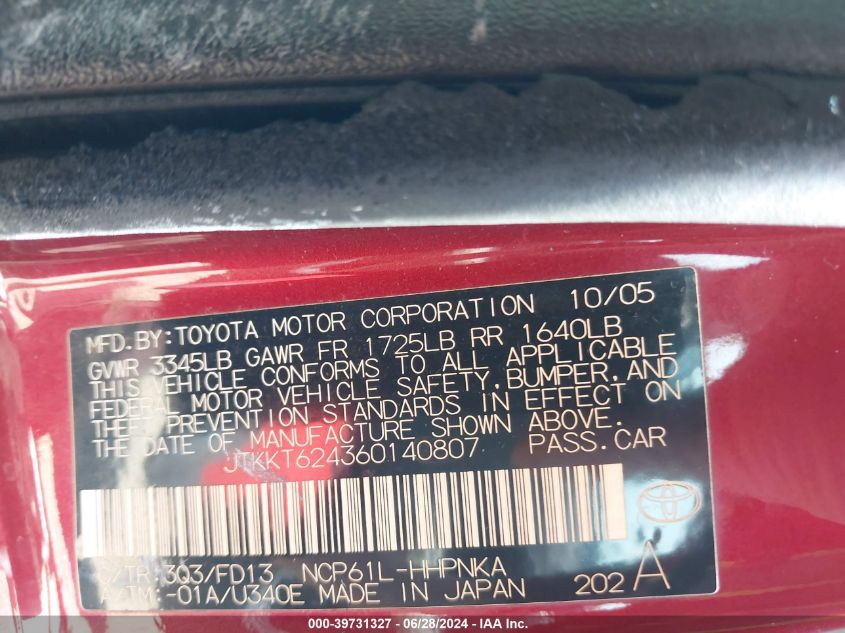 MFD.BY:TOYOTA MOTOR CORPORATION 10/05
GVWR 3345LB GAWR FR 1725LB RR 1640LB
THIS VEHICLE CONFORMS TO ALL APPLICABLE
FEDERAL MOTOR VEHICLE SAFETY,BUMPER,AND
THEFT PREVENTION STANDARDS IN EFFECT ON
THE DATE OF MANUFACTURE SHOWN ABOVE.
JTKKT624360140807 PASS.CAR
C/TR:3Q3/FD13 NCP61L-HHPNKA
A/TM:-01A/U340E MADE IN JAPAN 202 A
000-39731327 - 06/28/2024 - IAA Inc.